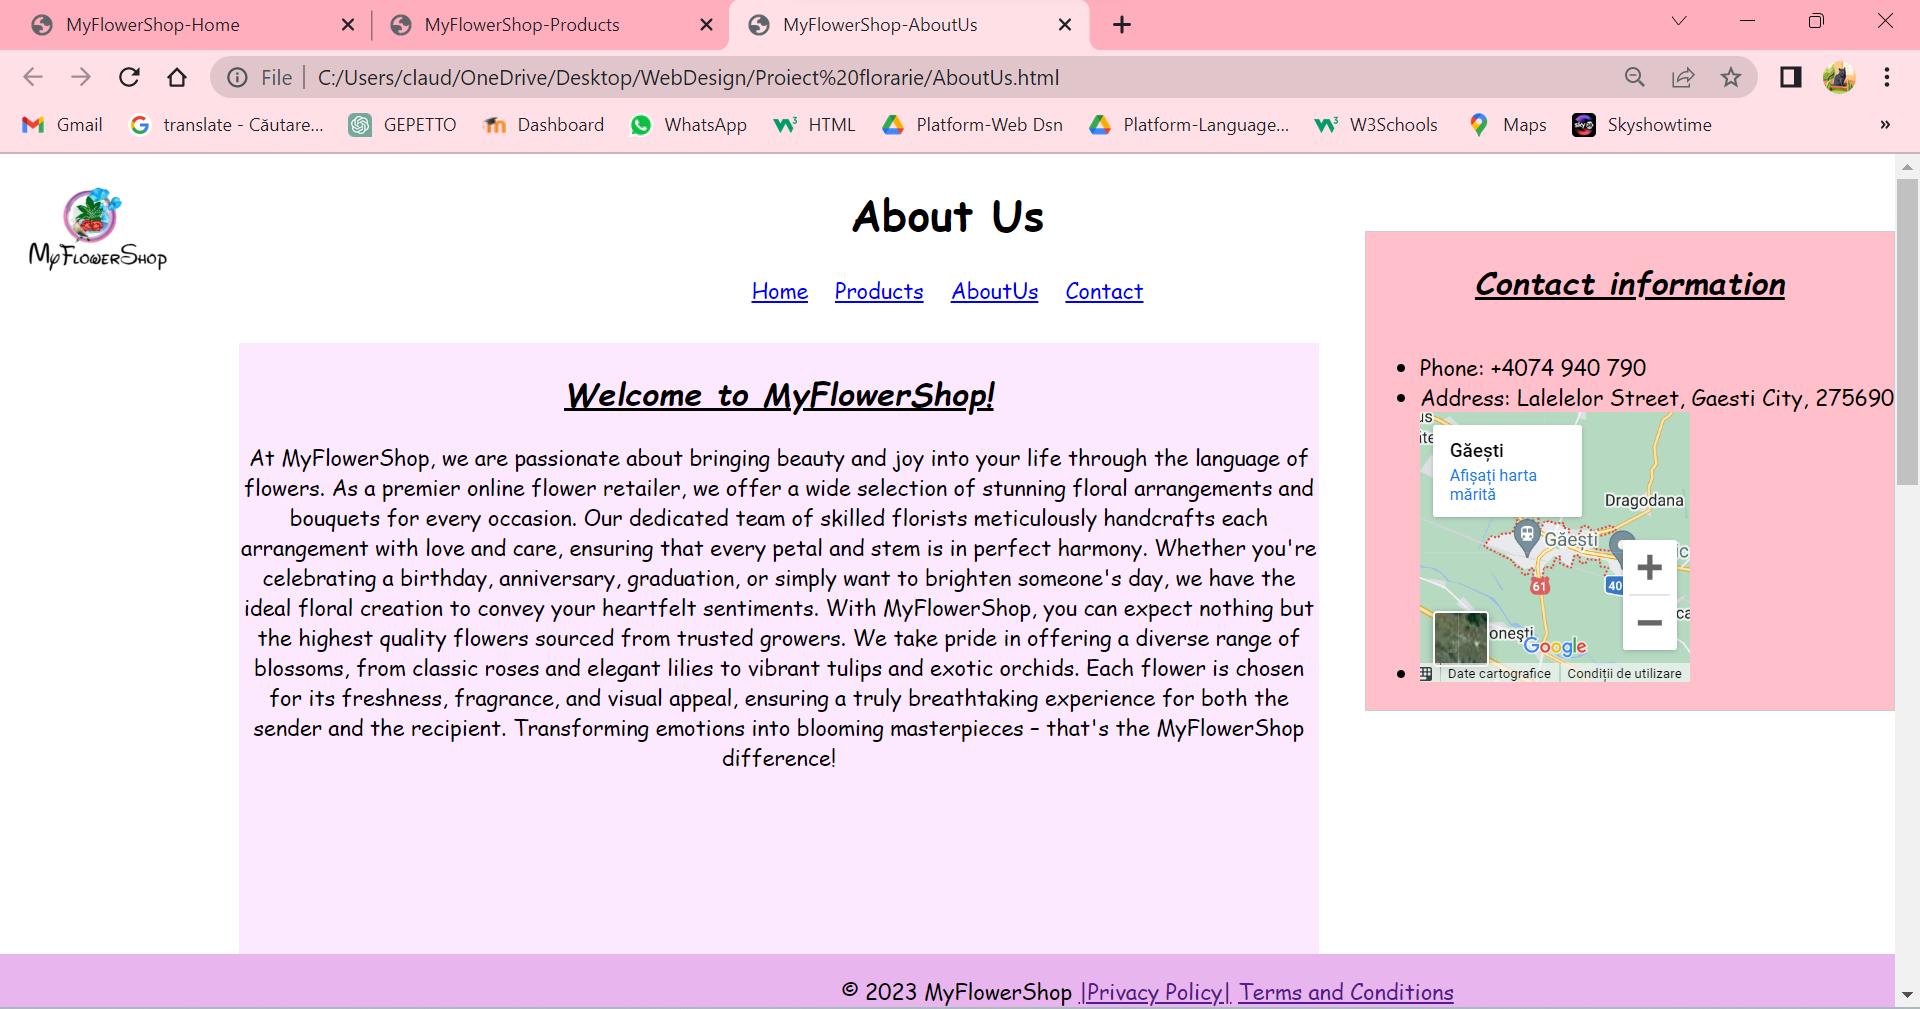 MyFlowerShop-Home
MyFlowerShop-Products
MyFlowerShop-AboutUs
File
C:/Users/claud/OneDrive/Desktop/WebDesign/Proiect%20florarie/AboutUs.html
Gmail
translate - Căutare...
GEPETTO
Dashboard
WhatsApp
HTML
Platform-Web Dsn
Platform-Language...
W3Schools
Maps
Skyshowtime
»
MyFlowerShop
About Us
Home Products AboutUs Contact
Welcome to MyFlowerShop!
At MyFlowerShop, we are passionate about bringing beauty and joy into your life through the language of
flowers. As a premier online flower retailer, we offer a wide selection of stunning floral arrangements and
bouquets for every occasion. Our dedicated team of skilled florists meticulously handcrafts each
arrangement with love and care, ensuring that every petal and stem is in perfect harmony. Whether you're
celebrating a birthday, anniversary, graduation, or simply want to brighten someone's day, we have the
ideal floral creation to convey your heartfelt sentiments. With MyFlowerShop, you can expect nothing but
the highest quality flowers sourced from trusted growers. We take pride in offering a diverse range of
blossoms, from classic roses and elegant lilies to vibrant tulips and exotic orchids. Each flower is chosen
for its freshness, fragrance, and visual appeal, ensuring a truly breathtaking experience for both the
sender and the recipient. Transforming emotions into blooming masterpieces – that's the MyFlowerShop
difference!
Contact information
Phone: +4074 940 790
Address: Lalelelor Street, Gaesti City, 275690
Găești
Afișați harta
mărită
Dragodana
Găești
61
40
onești
Google
Date cartografice
Condiții de utilizare
© 2023 MyFlowerShop |Privacy Policy| Terms and Conditions